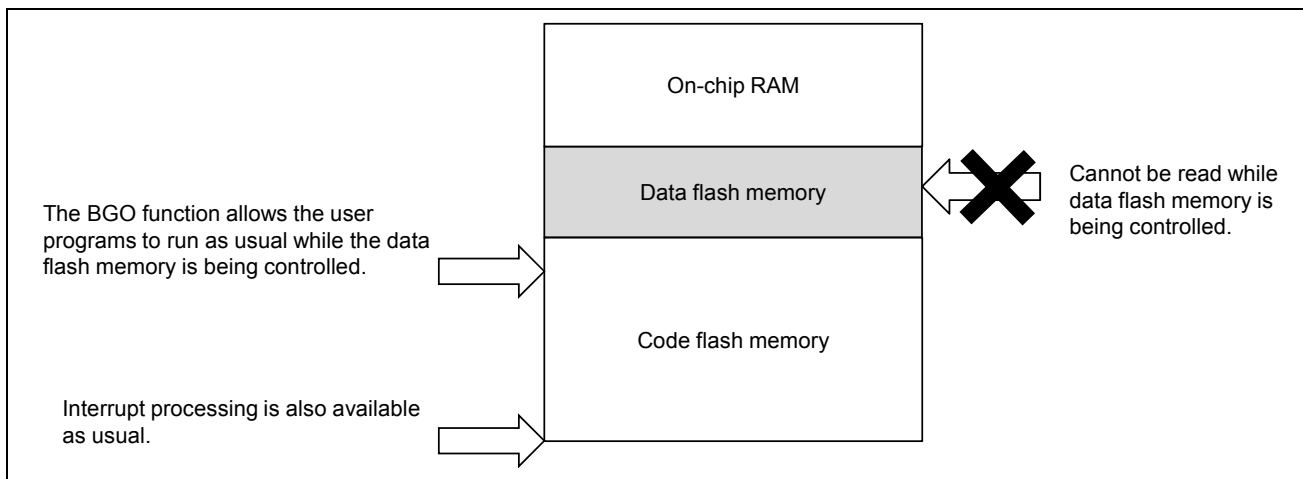 On-chip RAM
Data flash memory
Cannot be read while
data flash memory is
being controlled.
The BGO function allows the user
programs to run as usual while the data
flash memory is being controlled.
Code flash memory
Interrupt processing is also available
as usual.